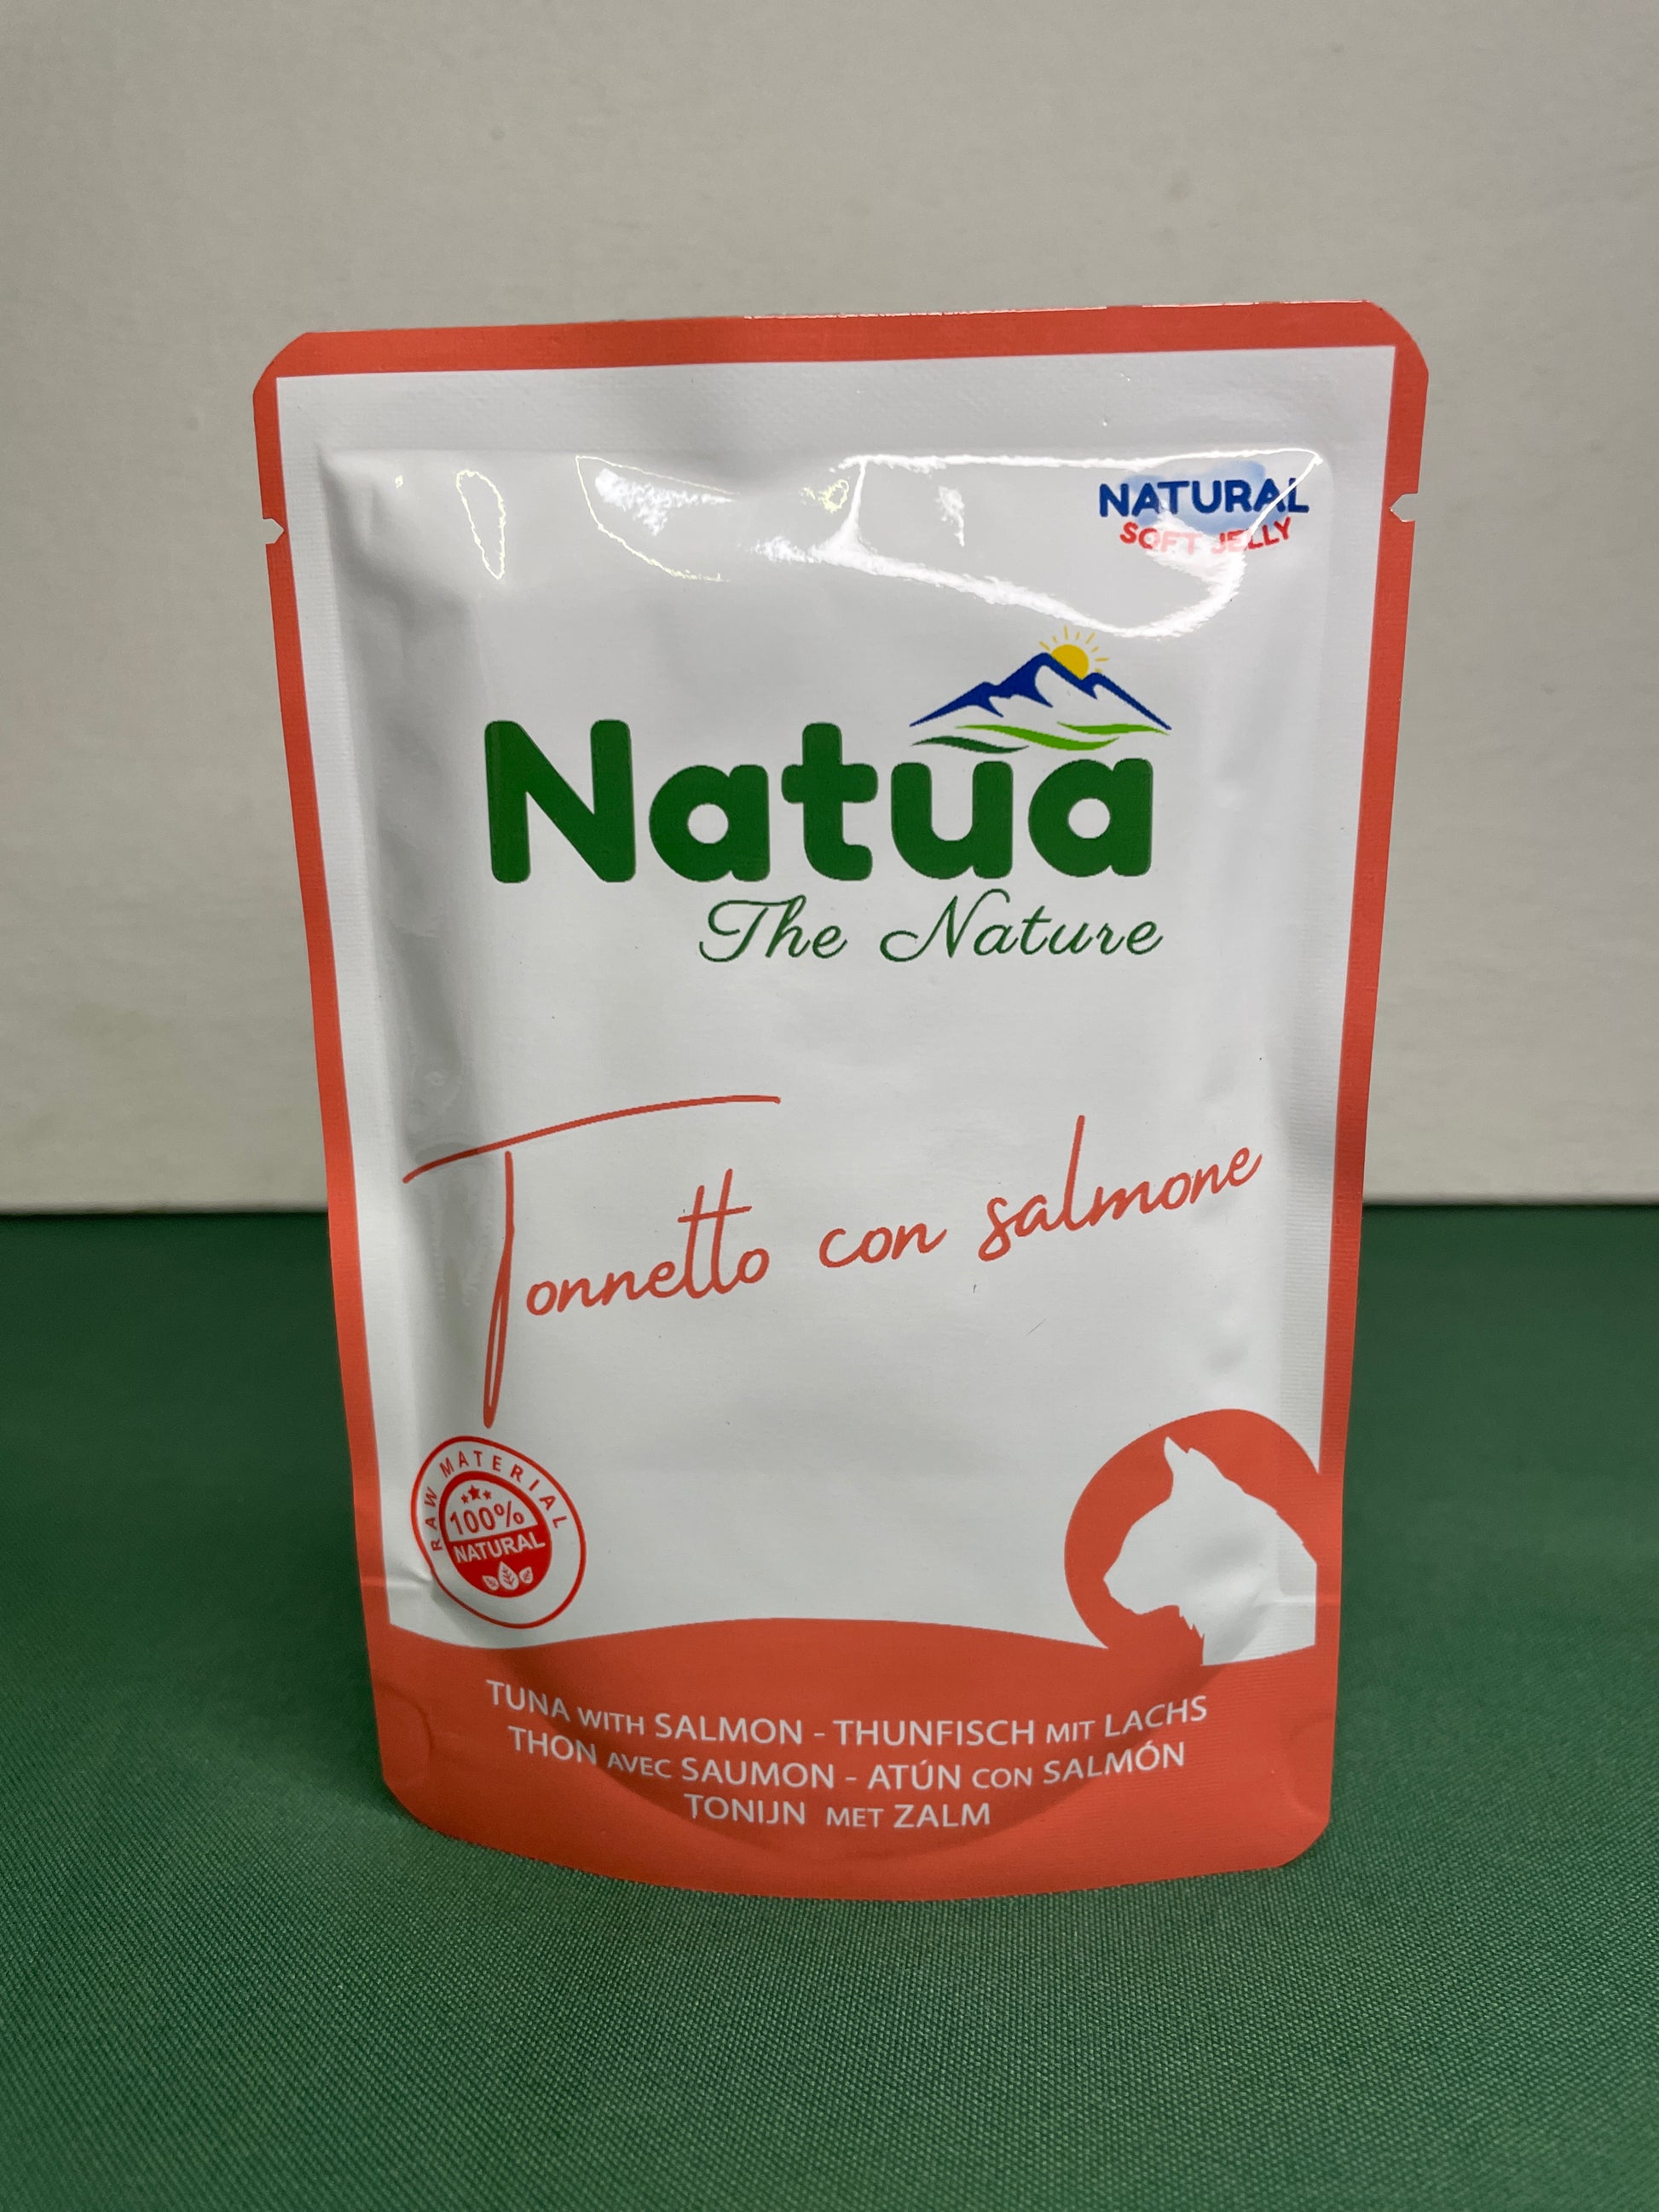 NATURAL
SOFT JELLY
Natua
The Nature
Tonnetto con salmone
RAW MATERIAL
100%
NATURAL
TUNA WITH SALMON - THUNFISCH MIT LACHS
THON AVEC SAUMON - ATÚN CON SALMÓN
TONIJN MET ZALM